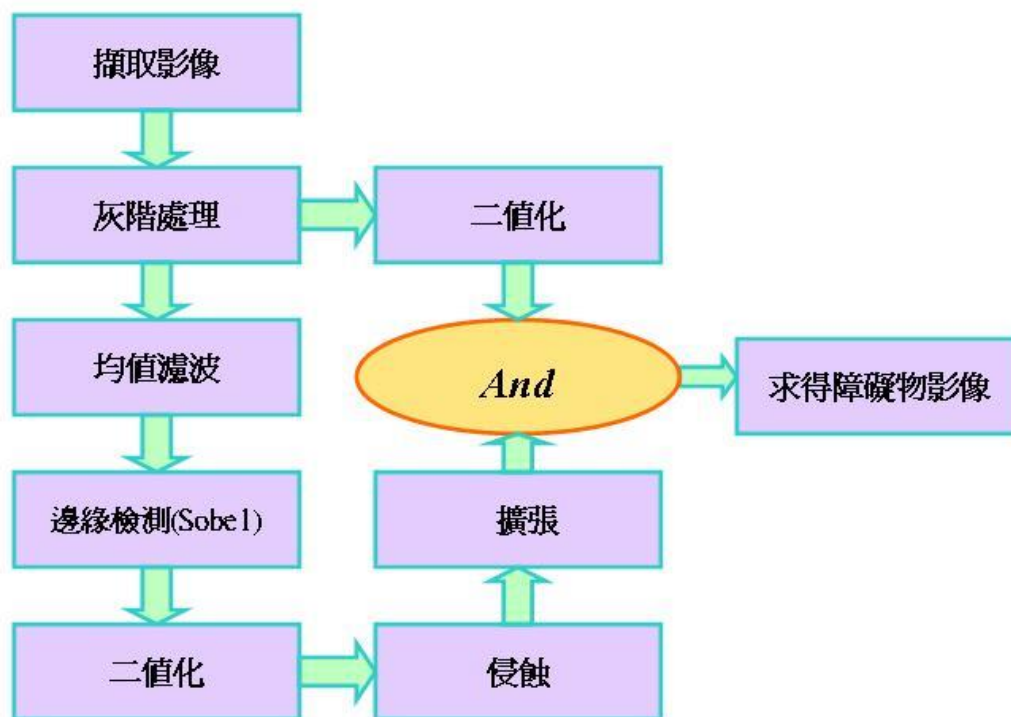 擷取影像
灰階處理
二值化
均值濾波
And
求得障礙物影像
邊緣檢測(Sobel)
擴張
二值化
侵蝕